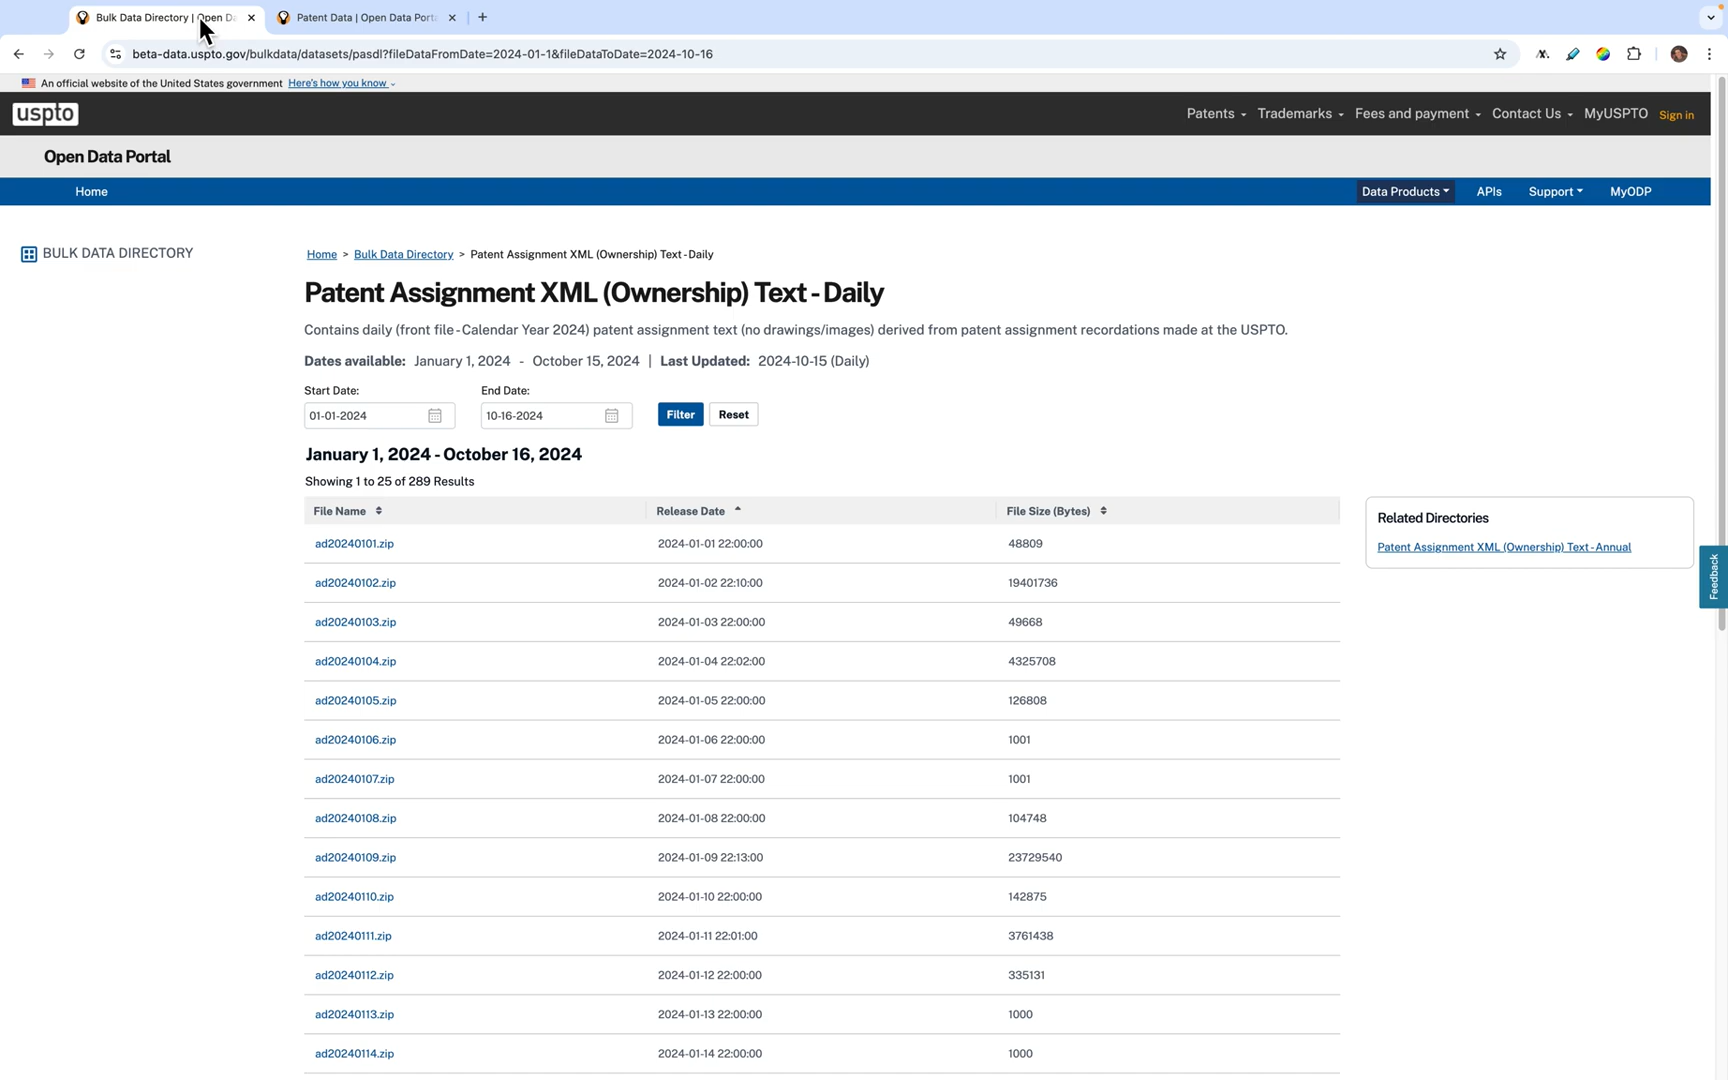 Bulk Data Directory | Open Da
Patent Data | Open Data Porta
beta-data.uspto.gov/bulkdata/datasets/pasdl?fileDataFromDate=2024-01-1&fileDataToDate=2024-10-16
An official website of the United States government Here's how you know
uspto
Patents Trademarks Fees and payment Contact Us MyUSPTO Sign in
Open Data Portal
Home Data Products APIs Support MyODP
BULK DATA DIRECTORY
Home > Bulk Data Directory > Patent Assignment XML (Ownership) Text - Daily
Patent Assignment XML (Ownership) Text - Daily
Contains daily (front file - Calendar Year 2024) patent assignment text (no drawings/images) derived from patent assignment recordations made at the USPTO.
Dates available: January 1, 2024 - October 15, 2024 | Last Updated: 2024-10-15 (Daily)
Start Date: End Date:
01-01-2024 10-16-2024 Filter Reset
January 1, 2024 - October 16, 2024
Showing 1 to 25 of 289 Results
File Name Release Date File Size (Bytes)
ad20240101.zip 2024-01-01 22:00:00 48809
ad20240102.zip 2024-01-02 22:10:00 19401736
ad20240103.zip 2024-01-03 22:00:00 49668
ad20240104.zip 2024-01-04 22:02:00 4325708
ad20240105.zip 2024-01-05 22:00:00 126808
ad20240106.zip 2024-01-06 22:00:00 1001
ad20240107.zip 2024-01-07 22:00:00 1001
ad20240108.zip 2024-01-08 22:00:00 104748
ad20240109.zip 2024-01-09 22:13:00 23729540
ad20240110.zip 2024-01-10 22:00:00 142875
ad20240111.zip 2024-01-11 22:01:00 3761438
ad20240112.zip 2024-01-12 22:00:00 335131
ad20240113.zip 2024-01-13 22:00:00 1000
ad20240114.zip 2024-01-14 22:00:00 1000
Related Directories
Patent Assignment XML (Ownership) Text - Annual
Feedback